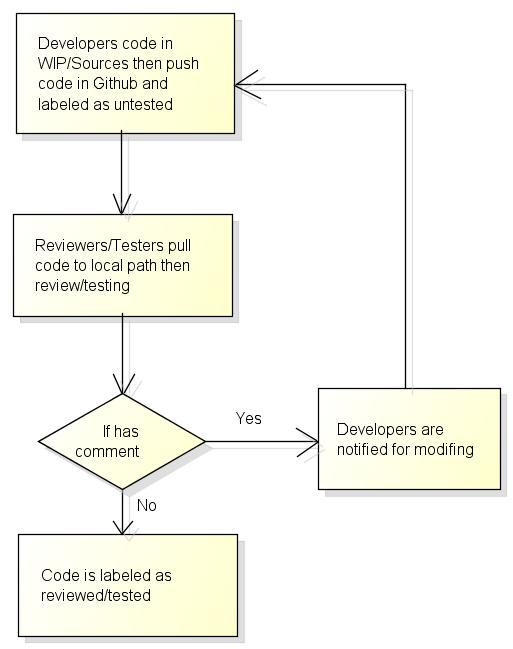 Developers code in
WIP/Sources then push
code in Github and
labeled as untested
Reviewers/Testers pull
code to local path then
review/testing
If has
comment
Yes
Developers are
notified for modifing
No
Code is labeled as
reviewed/tested